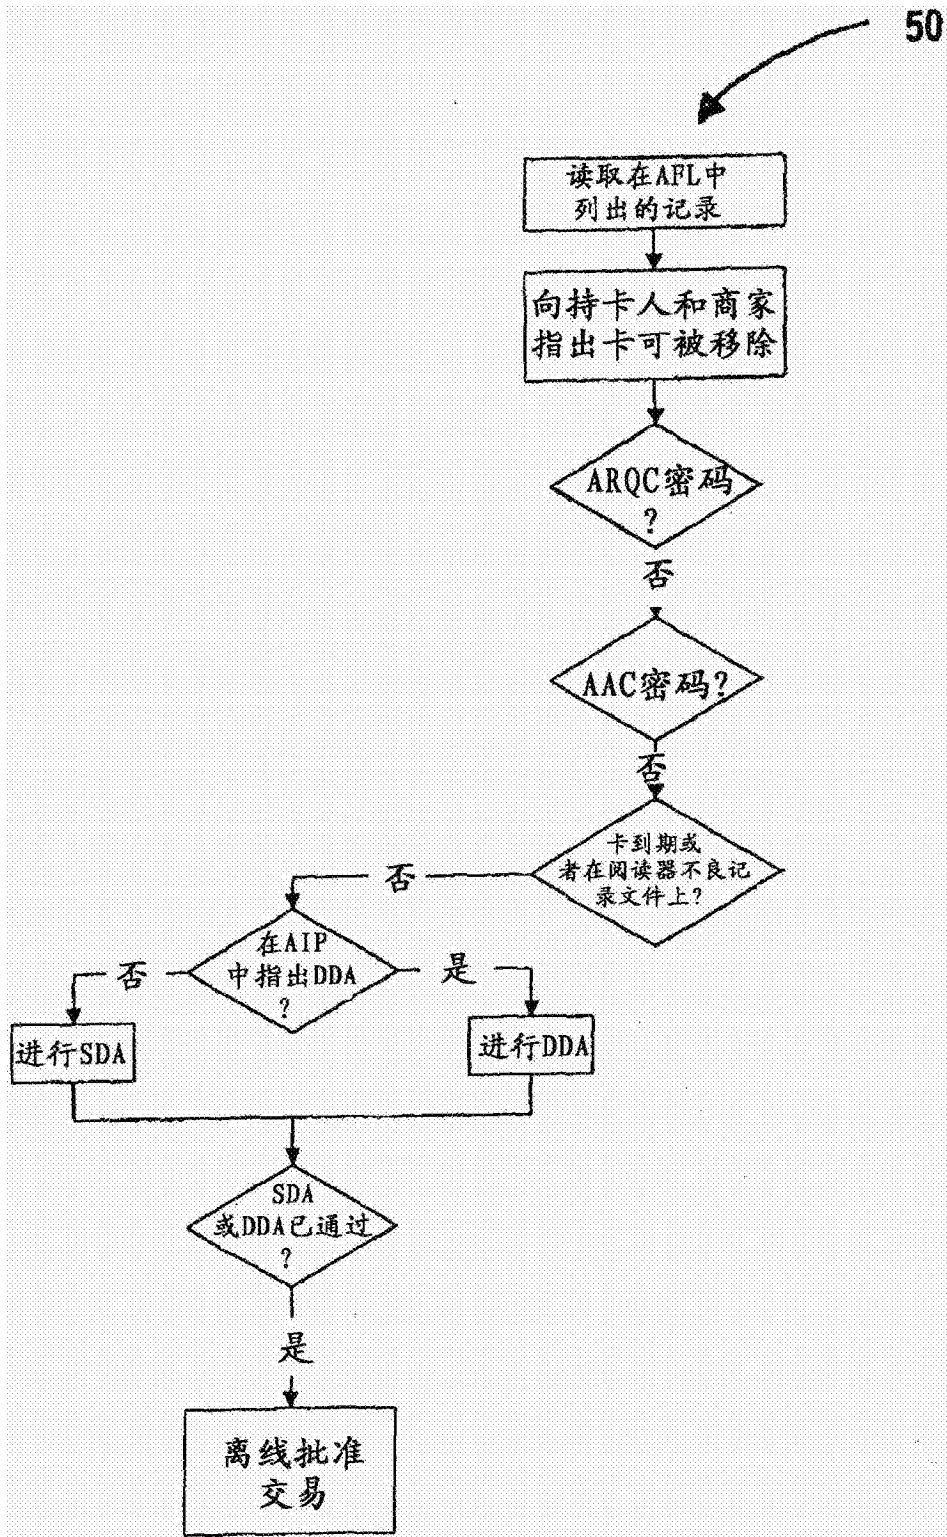 50
读取在AFL中
列出的记录
向持卡人和商家
指出卡可被移除
ARQC密码
?
否
AAC密码?
否
卡到期或
者在阅读器不良记
录文件上?
否
在AIP
中指出DDA
?
否
是
进行SDA
进行DDA
SDA
或DDA已通过
?
是
离线批准
交易